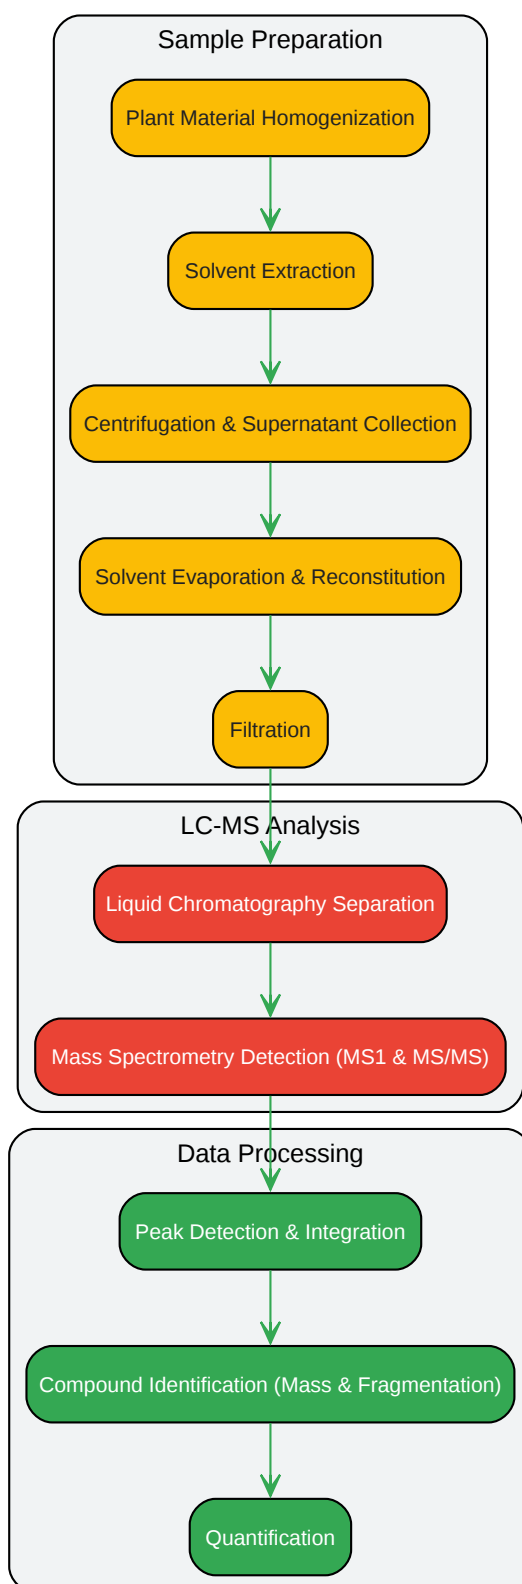 Sample Preparation
Plant Material Homogenization
Solvent Extraction
Centrifugation & Supernatant Collection
Solvent Evaporation & Reconstitution
Filtration
LC-MS Analysis
Liquid Chromatography Separation
Mass Spectrometry Detection (MS1 & MS/MS)
Data Processing
Peak Detection & Integration
Compound Identification (Mass & Fragmentation)
Quantification